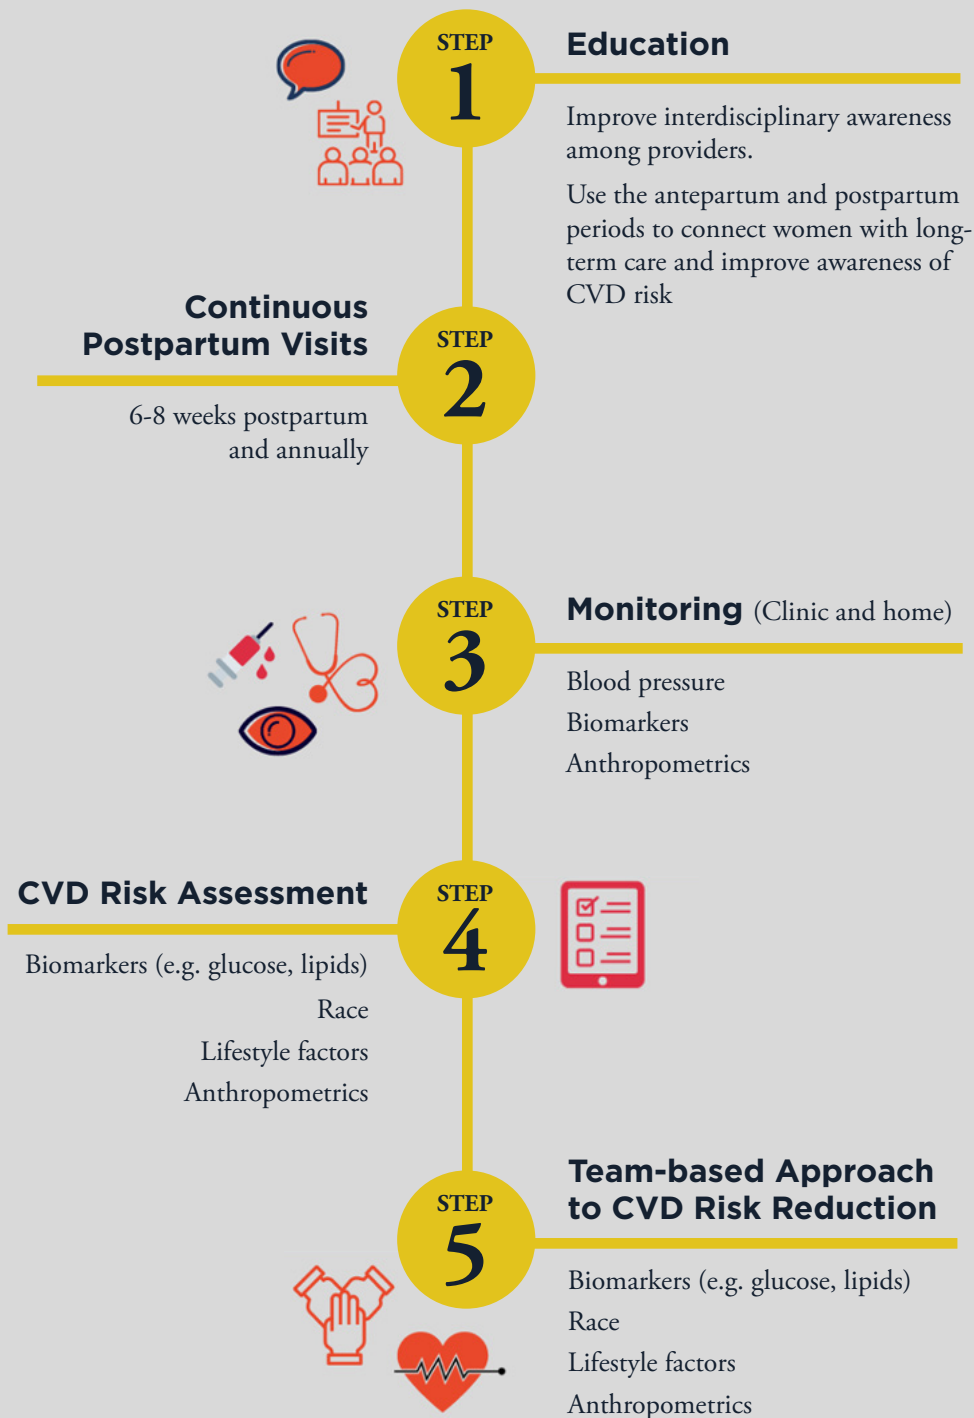 STEP
1
Education
Improve interdisciplinary awareness
among providers.
Use the antepartum and postpartum
periods to connect women with long-
term care and improve awareness of
CVD risk
STEP
2
Continuous
Postpartum Visits
6-8 weeks postpartum
and annually
STEP
3
Monitoring (Clinic and home)
Blood pressure
Biomarkers
Anthropometrics
STEP
4
CVD Risk Assessment
Biomarkers (e.g. glucose, lipids)
Race
Lifestyle factors
Anthropometrics
STEP
5
Team-based Approach
to CVD Risk Reduction
Biomarkers (e.g. glucose, lipids)
Race
Lifestyle factors
Anthropometrics